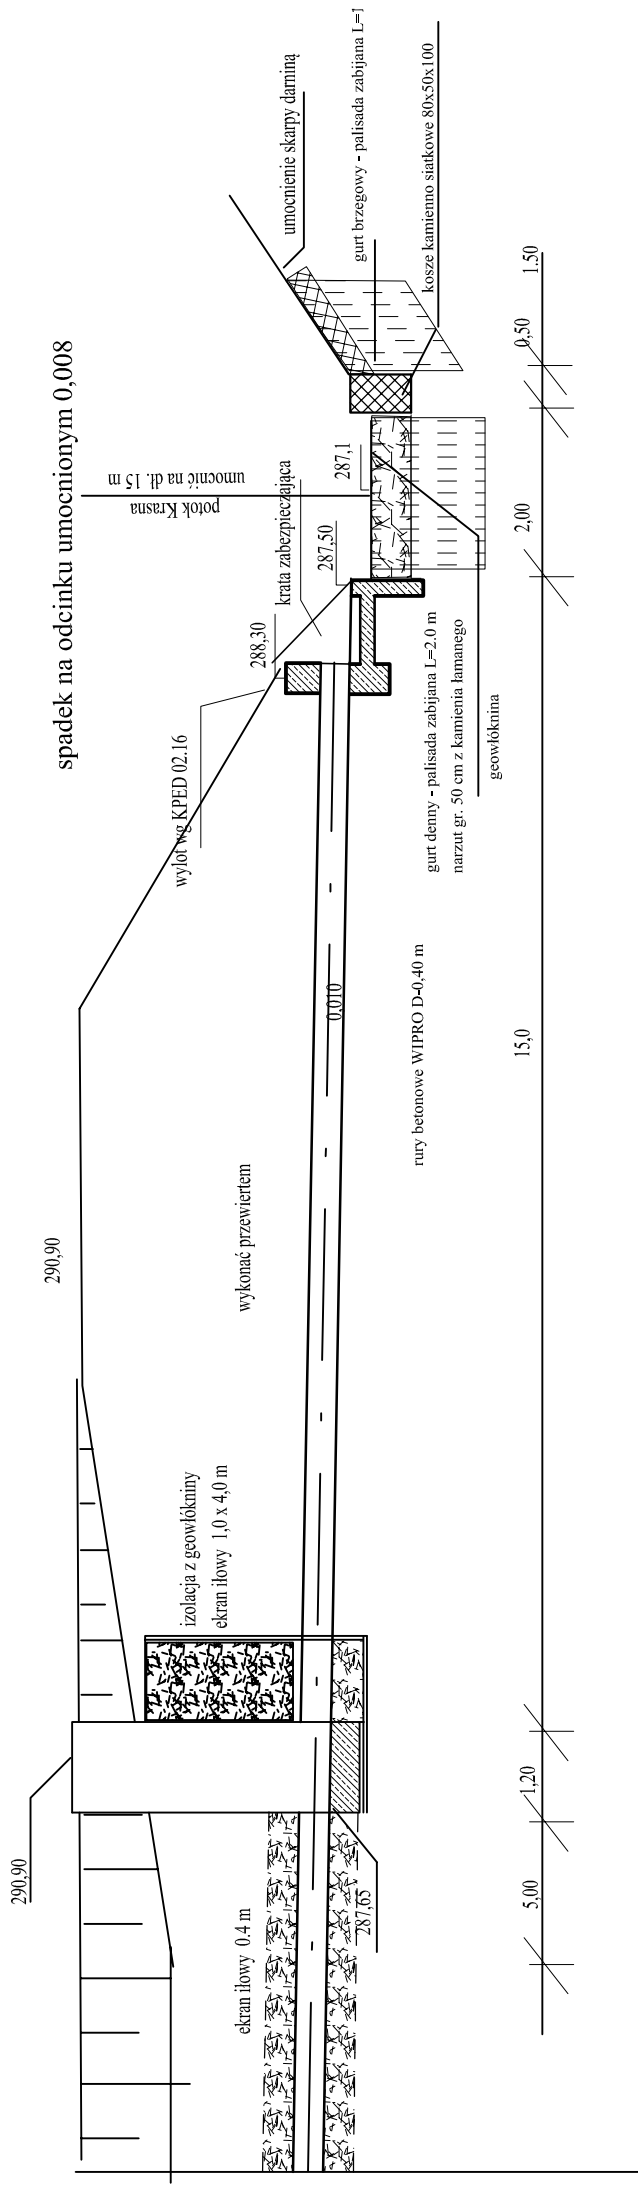 spadek na odcinku umocnionym 0,008
umocnienie skarpy darniną
gurt brzegowy - palisada zabijana L=1
kosze kamienno siatkowe 80x50x100
potok Krasna
umocnić na dł. 15 m
krata zabezpieczająca
287,1
287,50
288,30
wylot wg KPED 02.16
gurt denny - palisada zabijana L=2.0 m
narzut gr. 50 cm z kamienia łamanego
geowłóknina
290,90
wykonać przewiertem
0,010
rury betonowe WIPRO D-0,40 m
izolacja z geowłókniny
ekran iłowy 1,0 x 4,0 m
290,90
ekran iłowy 0.4 m
287,65
5,00
1,20
15,0
2,00
0,50
1.50